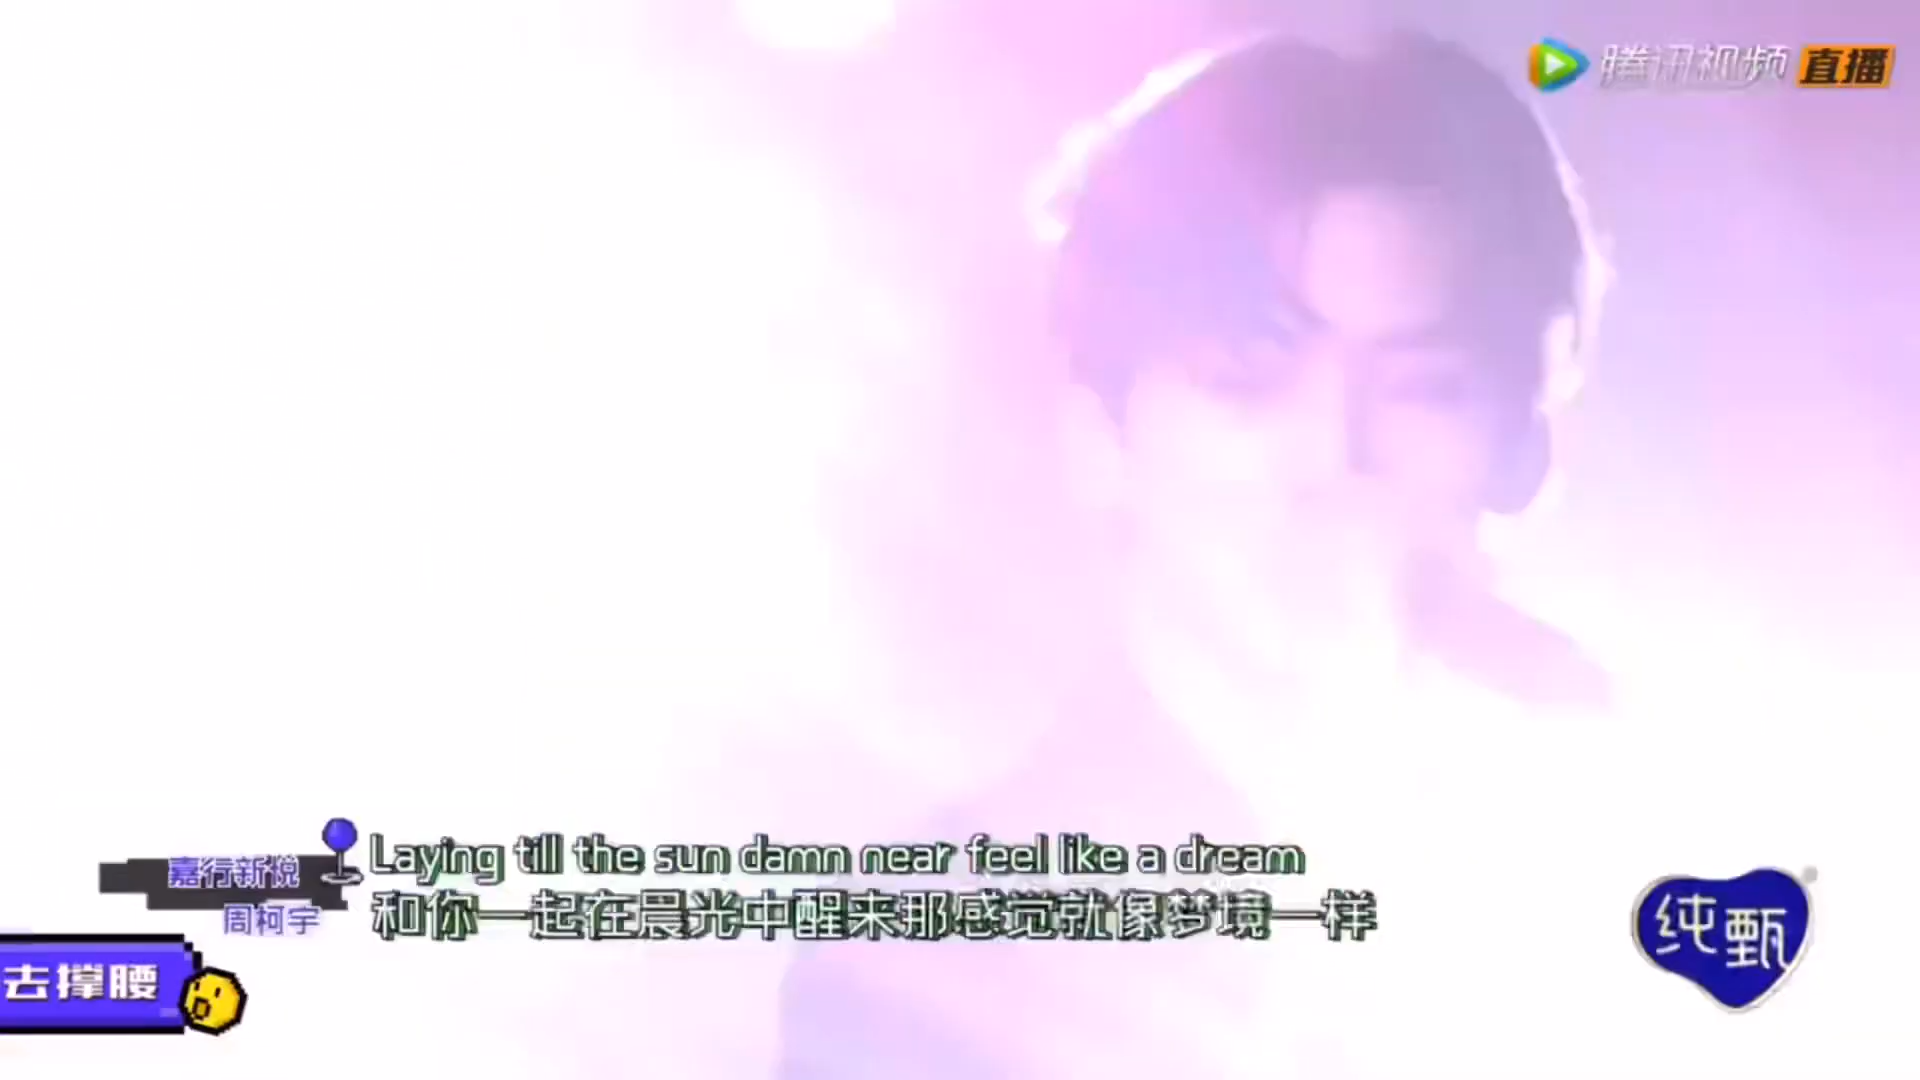 腾讯视频 直播
Laying till the sun damn near feel like a dream
嘉行新悦
周柯宇
和你一起在晨光中醒来那感觉就像梦境一样
去撑腰
纯甄